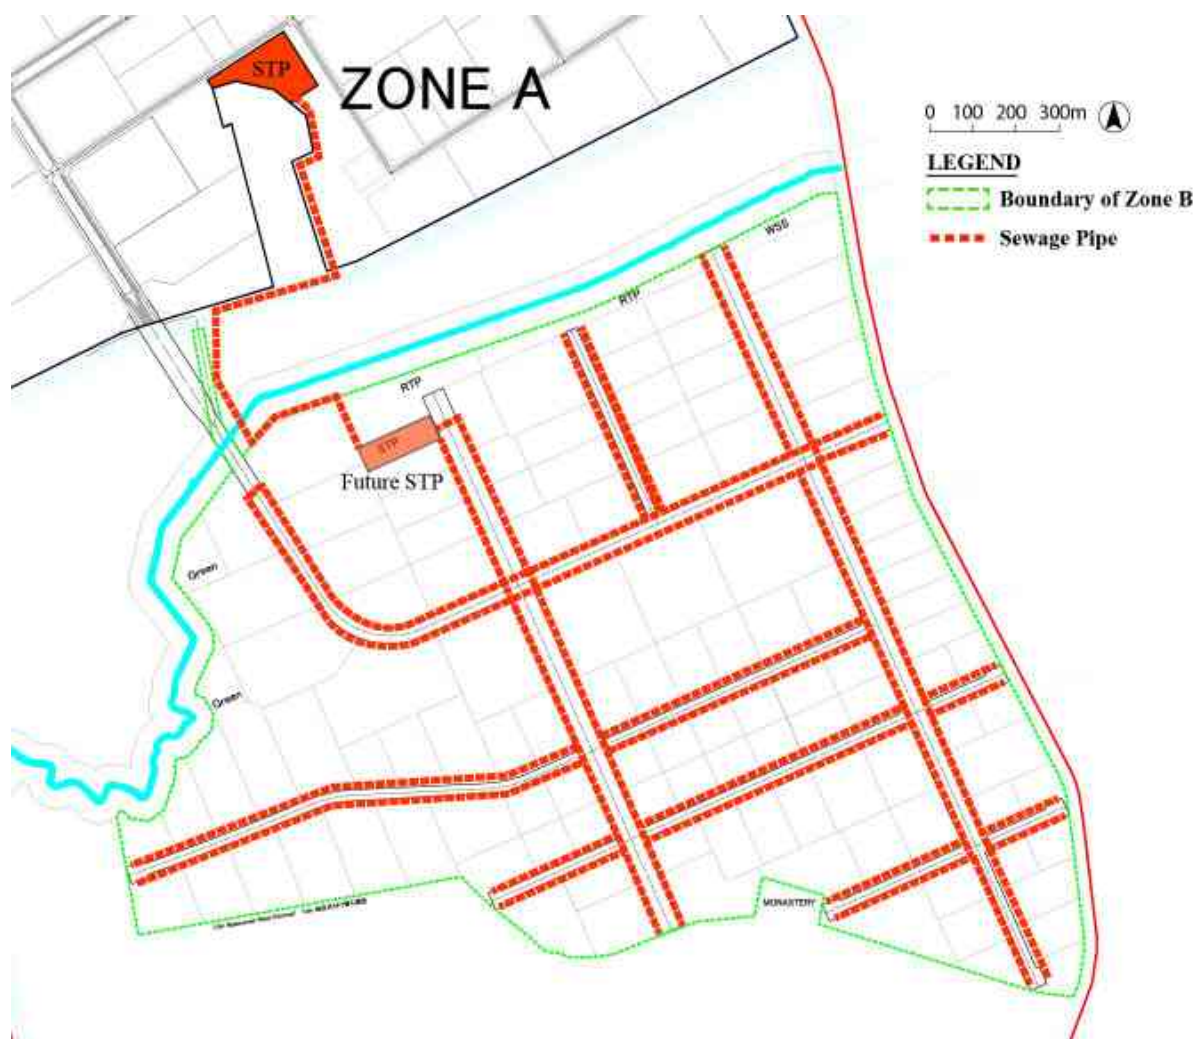 STP
ZONE A
0 100 200 300m
LEGEND
Boundary of Zone B
Sewage Pipe
WSS
RTP
RTP
STP
Future STP
Green
Green
MONASTERY